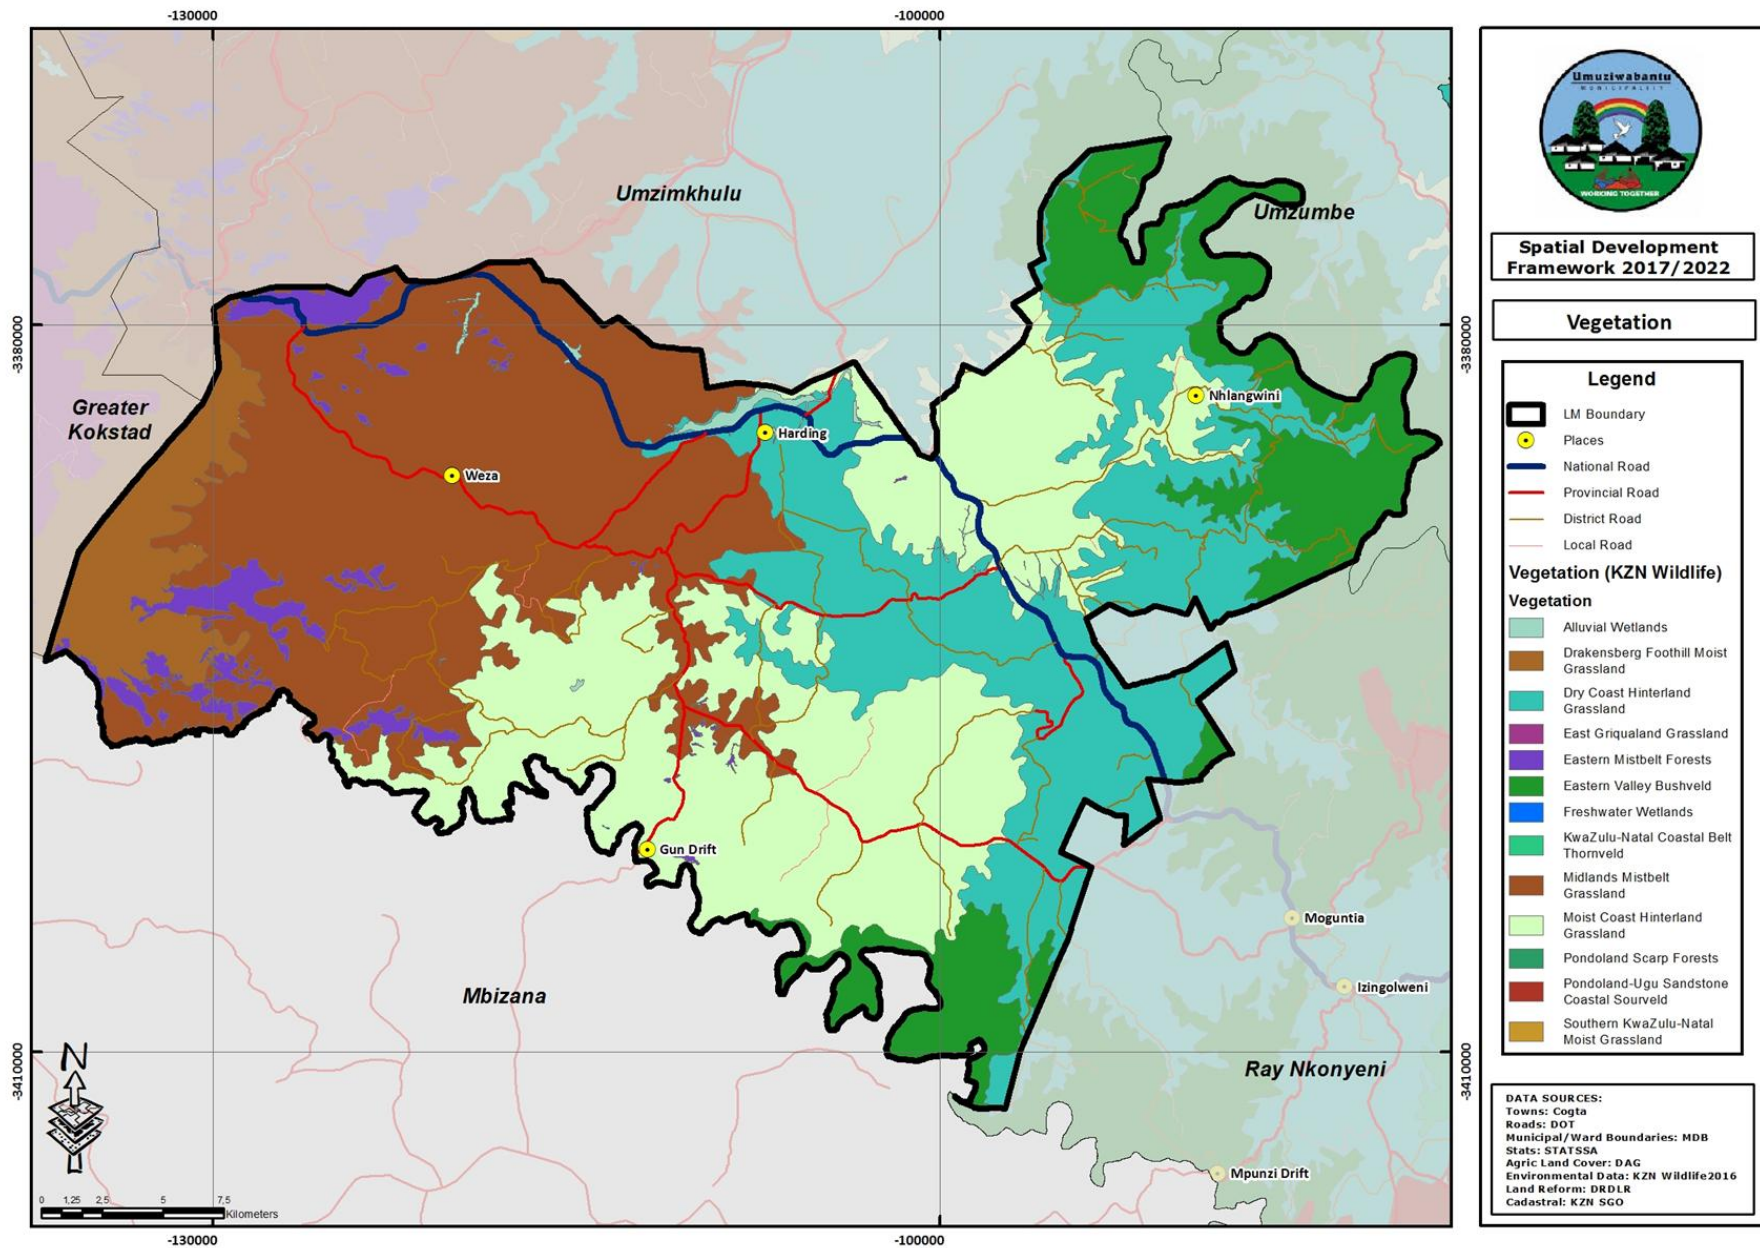 -130000
-100000
Umuziwabantu
MUNICIPALITY
WORKING TOGETHER
Spatial Development
Framework 2017/2022
Vegetation
Legend
LM Boundary
Places
National Road
Provincial Road
District Road
Local Road
Vegetation (KZN Wildlife)
Vegetation
Alluvial Wetlands
Drakensberg Foothill Moist
Grassland
Dry Coast Hinterland
Grassland
East Griqualand Grassland
Eastern Mistbelt Forests
Eastern Valley Bushveld
Freshwater Wetlands
KwaZulu-Natal Coastal Belt
Thornveld
Midlands Mistbelt
Grassland
Moist Coast Hinterland
Grassland
Pondoland Scarp Forests
Pondoland-Ugu Sandstone
Coastal Sourveld
Southern KwaZulu-Natal
Moist Grassland
DATA SOURCES:
Towns: Cogta
Roads: DOT
Municipal/Ward Boundaries: MDB
Stats: STATSSA
Agric Land Cover: DAG
Environmental Data: KZN Wildlife2016
Land Reform: DRDLR
Cadastral: KZN SGO
Umzimkhulu
Umzumbe
-3380000
-3380000
Greater
Kokstad
Nhlangwini
Harding
Weza
Gun Drift
Moguntia
Izingolweni
Mbizana
Ray Nkonyeni
-3410000
-3410000
N
Mpunzi Drift
0 1,25 2,5 5 7,5
Kilometers
-130000
-100000